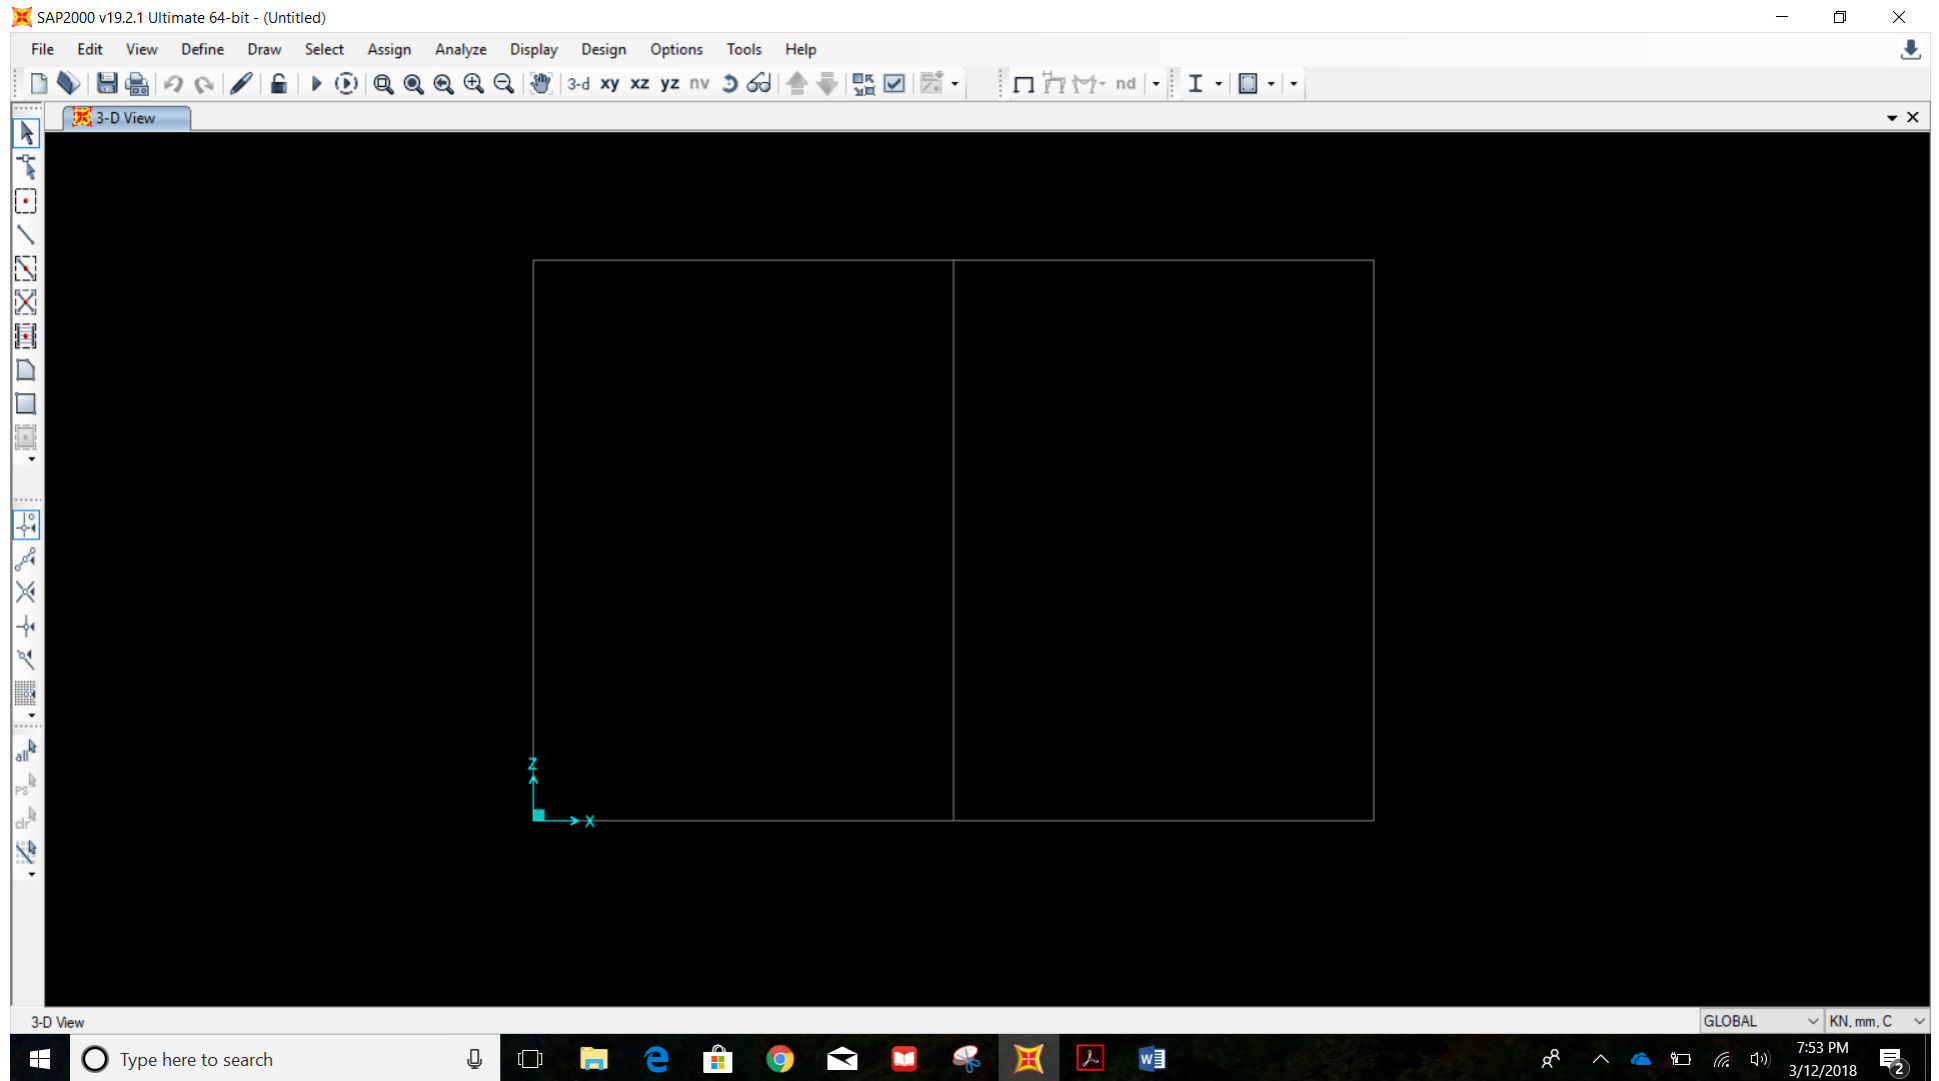 SAP2000 v19.2.1 Ultimate 64-bit - (Untitled)
File Edit View Define Draw Select Assign Analyze Display Design Options Tools Help
3-d xy xz yz nv nd
3-D View
Z
X
all
PS
clr
3-D View
GLOBAL
KN, mm, C
Type here to search
7:53 PM
3/12/2018
2